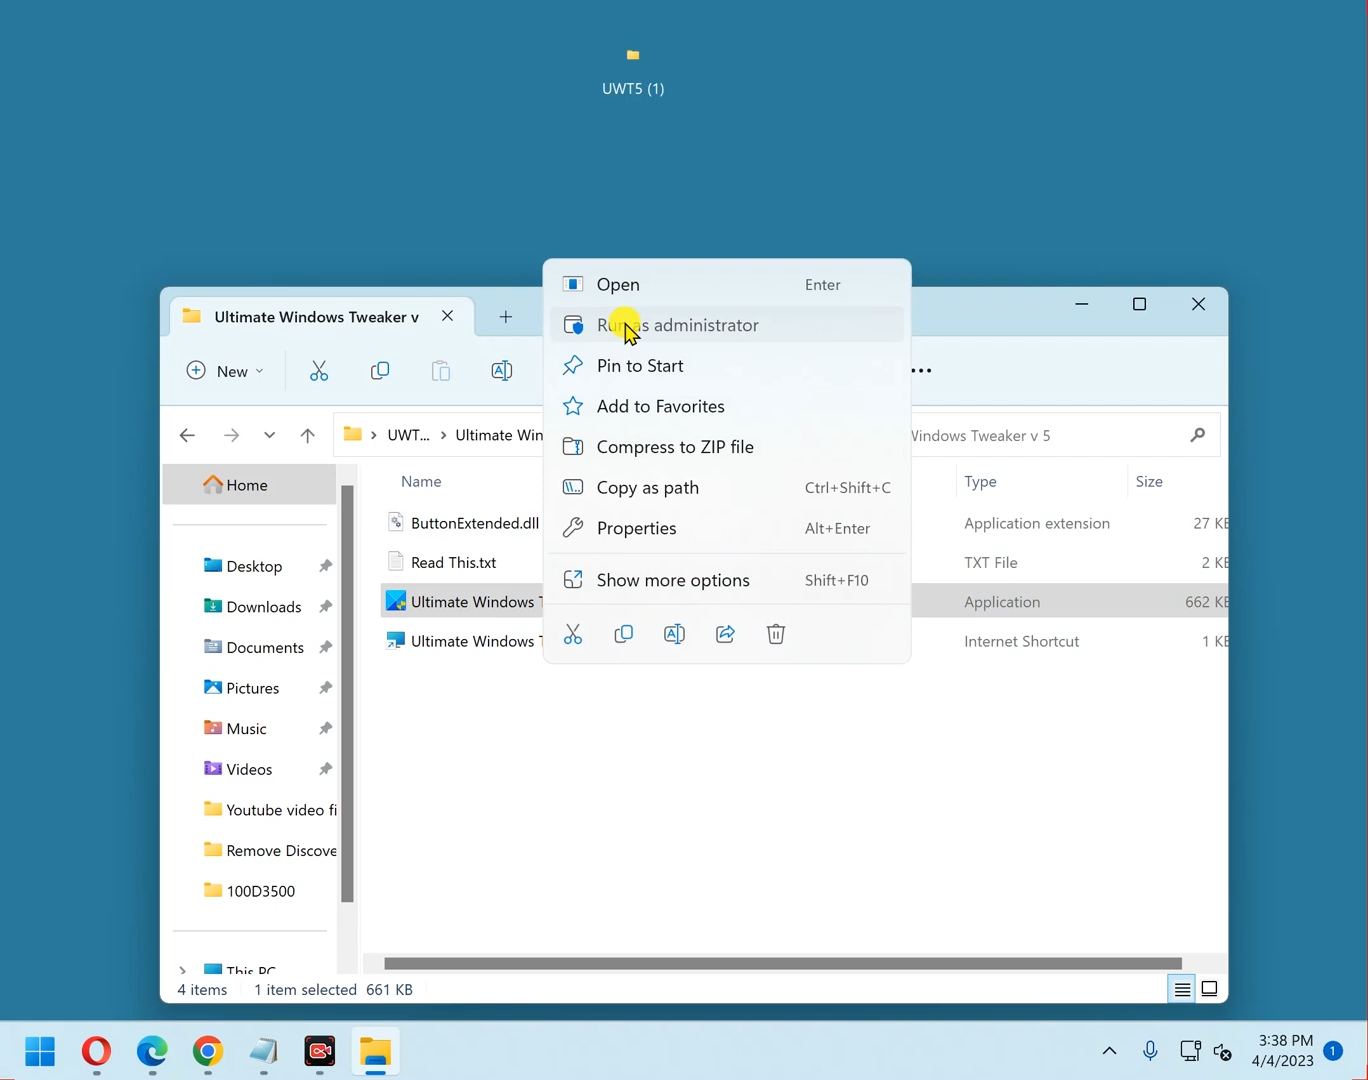 UWT5 (1)
Ultimate Windows Tweaker v
New
Open Enter
Run as administrator
Pin to Start
Add to Favorites
Compress to ZIP file
Copy as path Ctrl+Shift+C
Properties Alt+Enter
Show more options Shift+F10
UWT... Ultimate Win
Windows Tweaker v 5
Name Type Size
ButtonExtended.dll Application extension 27 KB
Read This.txt TXT File 2 KB
Ultimate Windows T Application 662 KB
Ultimate Windows T Internet Shortcut 1 KB
Home
Desktop
Downloads
Documents
Pictures
Music
Videos
Youtube video fi
Remove Discove
100D3500
This PC
4 items 1 item selected 661 KB
3:38 PM
4/4/2023
1